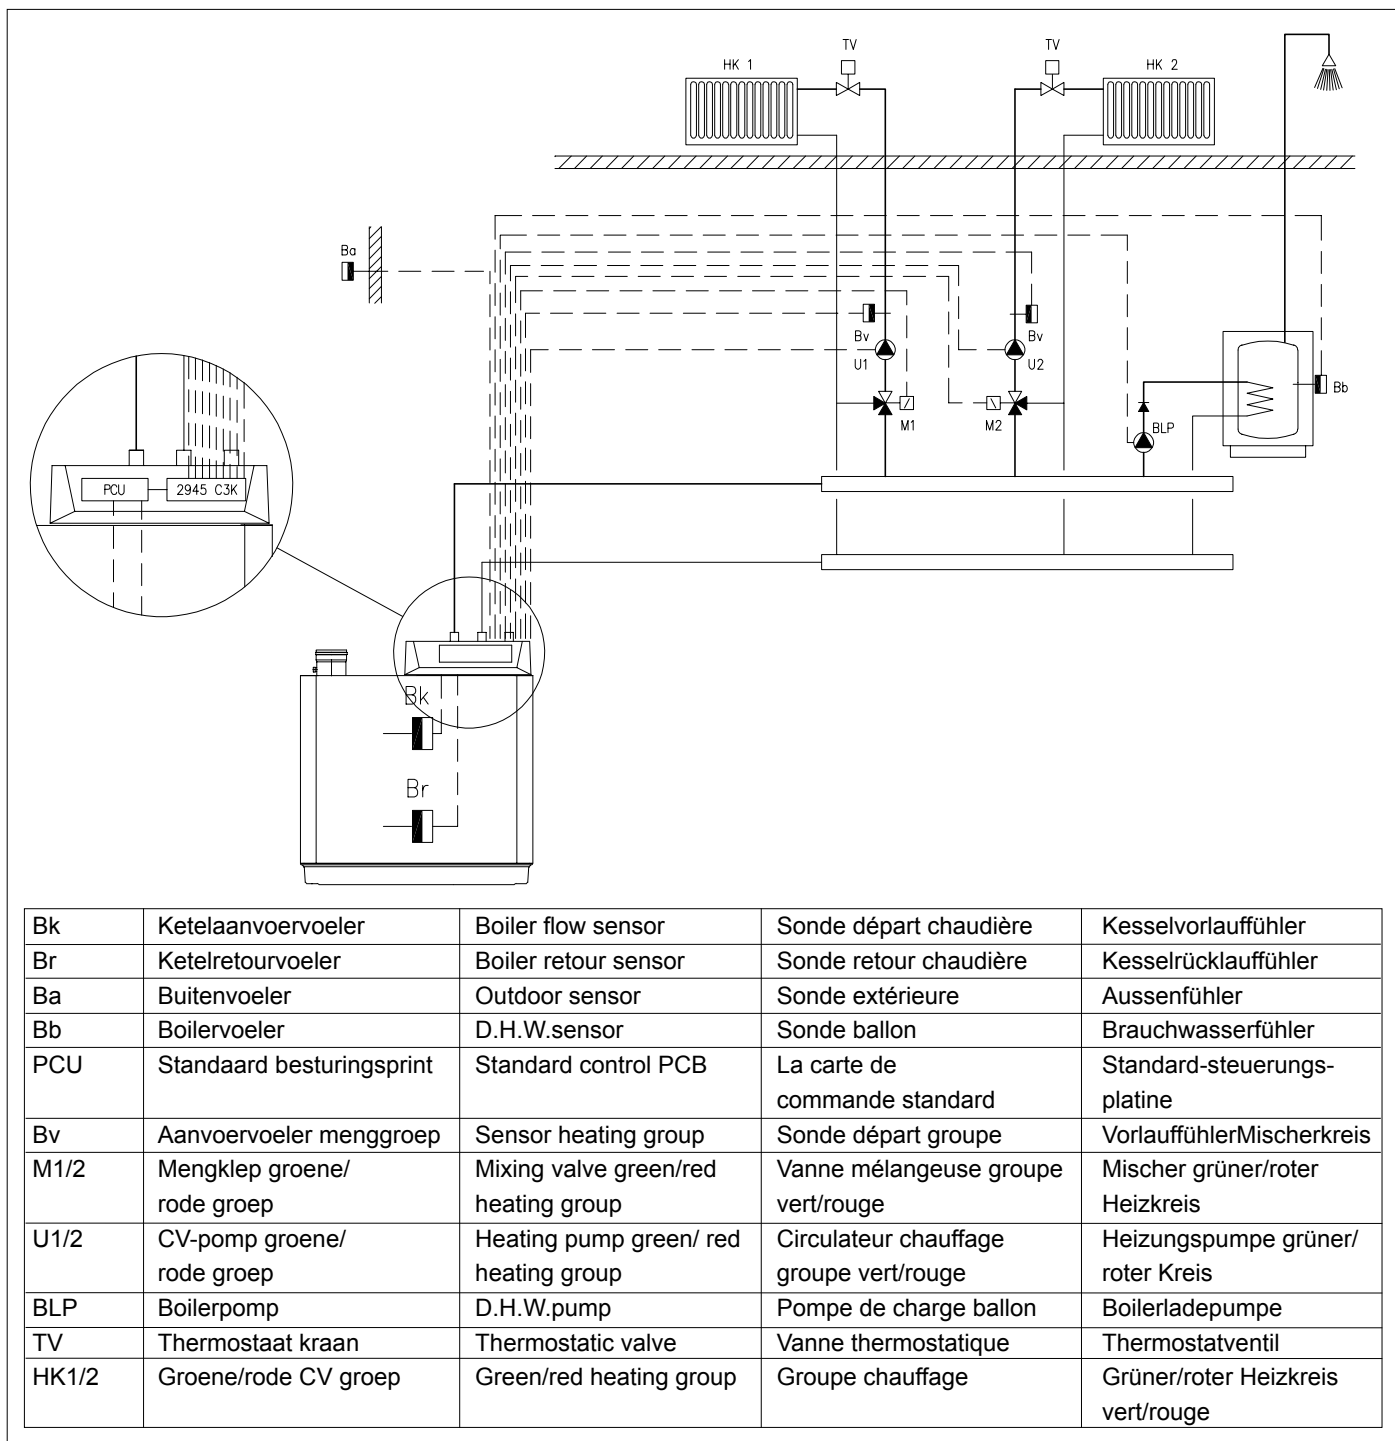 TV
TV
HK 1
HK 2
Ba
Bv
U1
Bv
U2
Bb
M1
M2
BLP
PCU
2945 C3K
Bk
Br
Bk Ketelaanvoervoeler Boiler flow sensor Sonde départ chaudière Kesselvorlauffühler
Br Ketelretourvoeler Boiler retour sensor Sonde retour chaudière Kesselrücklauffühler
Ba Buitenvoeler Outdoor sensor Sonde extérieure Aussenfühler
Bb Boilervoeler D.H.W.sensor Sonde ballon Brauchwasserfühler
PCU Standaard besturingsprint Standard control PCB La carte de Standard-steuerungs-
commande standard platine
Bv Aanvoervoeler menggroep Sensor heating group Sonde départ groupe VorlauffühlerMischerkreis
M1/2 Mengklep groene/ Mixing valve green/red Vanne mélangeuse groupe Mischer grüner/roter
rode groep heating group vert/rouge Heizkreis
U1/2 CV-pomp groene/ Heating pump green/ red Circulateur chauffage Heizungspumpe grüner/
rode groep heating group groupe vert/rouge roter Kreis
BLP Boilerpomp D.H.W.pump Pompe de charge ballon Boilerladepumpe
TV Thermostaat kraan Thermostatic valve Vanne thermostatique Thermostatventil
HK1/2 Groene/rode CV groep Green/red heating group Groupe chauffage Grüner/roter Heizkreis
vert/rouge